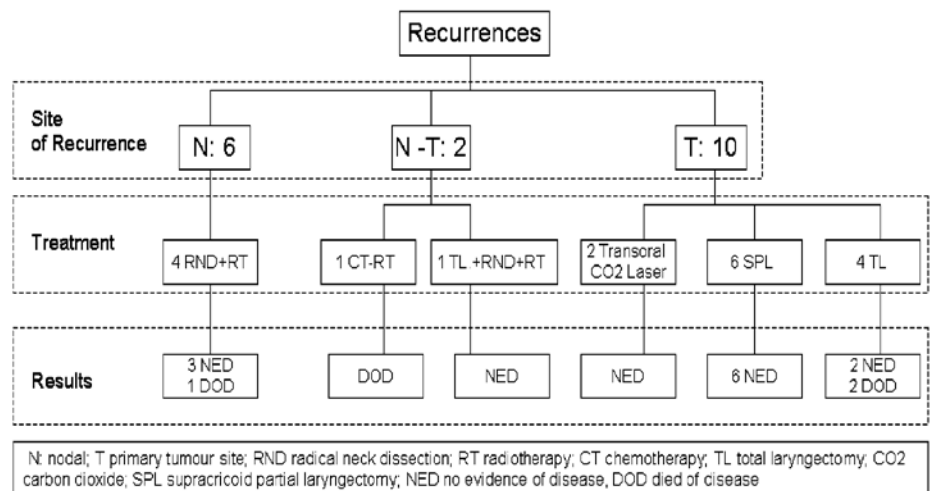 Recurrences
Site
of Recurrence
N: 6
N -T: 2
T: 10
Treatment
4 RND+RT
1 CT-RT
1 TL.+RND+RT
2 Transoral
CO2 Laser
6 SPL
4 TL
Results
3 NED
1 DOD
DOD
NED
NED
6 NED
2 NED
2 DOD
N: nodal; T primary tumour site; RND radical neck dissection; RT radiotherapy; CT chemotherapy; TL total laryngectomy; CO2
carbon dioxide; SPL supracricoid partial laryngectomy; NED no evidence of disease, DOD died of disease